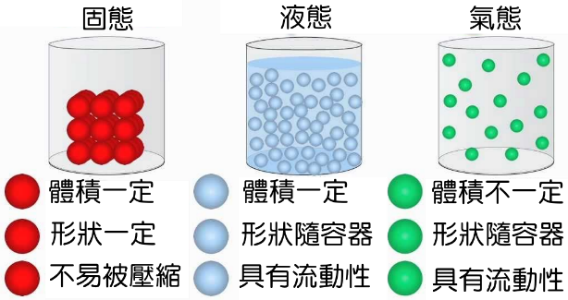 固態
體積一定
形狀一定
不易被壓縮
液態
體積一定
形狀隨容器
具有流動性
氣態
體積不一定
形狀隨容器
具有流動性